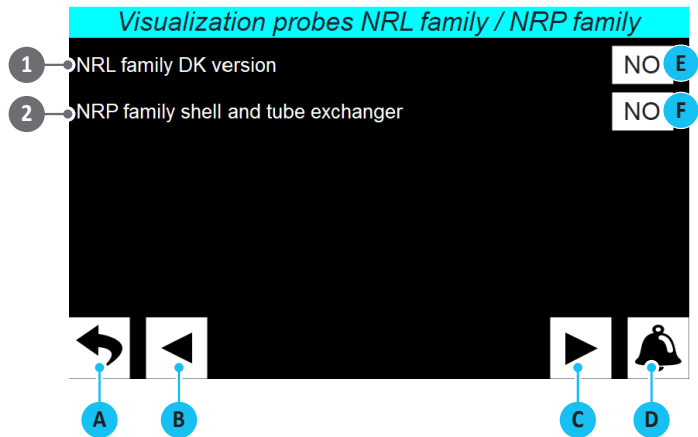 Visualization probes NRL family / NRP family
1 NRL family DK version NO E
2 NRP family shell and tube exchanger NO F
A B C D